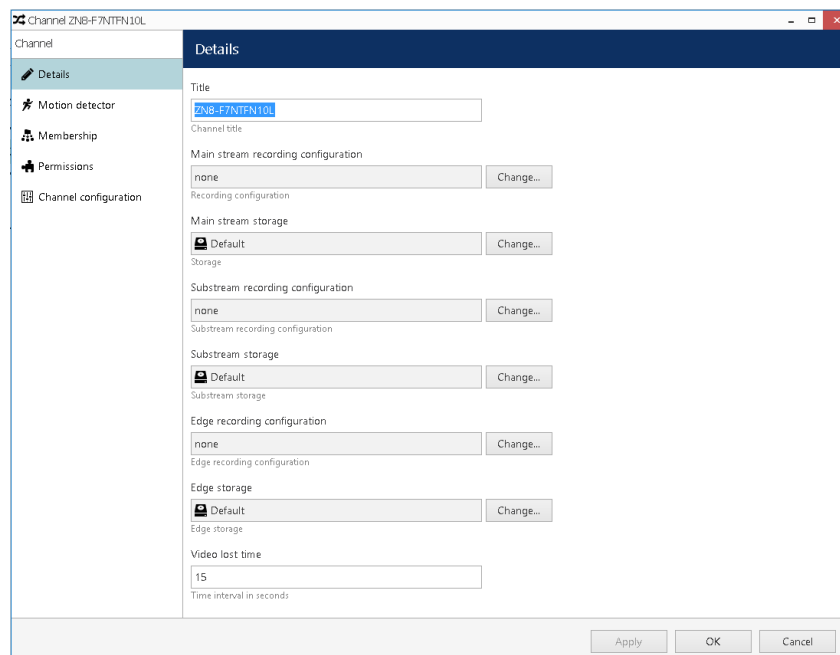 Channel ZN8-F7NTFN10L
Channel
Details
Motion detector
Membership
Permissions
Channel configuration
Details
Title
ZN8-F7NTFN10L
Channel title
Main stream recording configuration
none
Change...
Recording configuration
Main stream storage
Default
Change...
Storage
Substream recording configuration
none
Change...
Substream recording configuration
Substream storage
Default
Change...
Substream storage
Edge recording configuration
none
Change...
Edge recording configuration
Edge storage
Default
Change...
Edge storage
Video lost time
15
Time interval in seconds
Apply
OK
Cancel